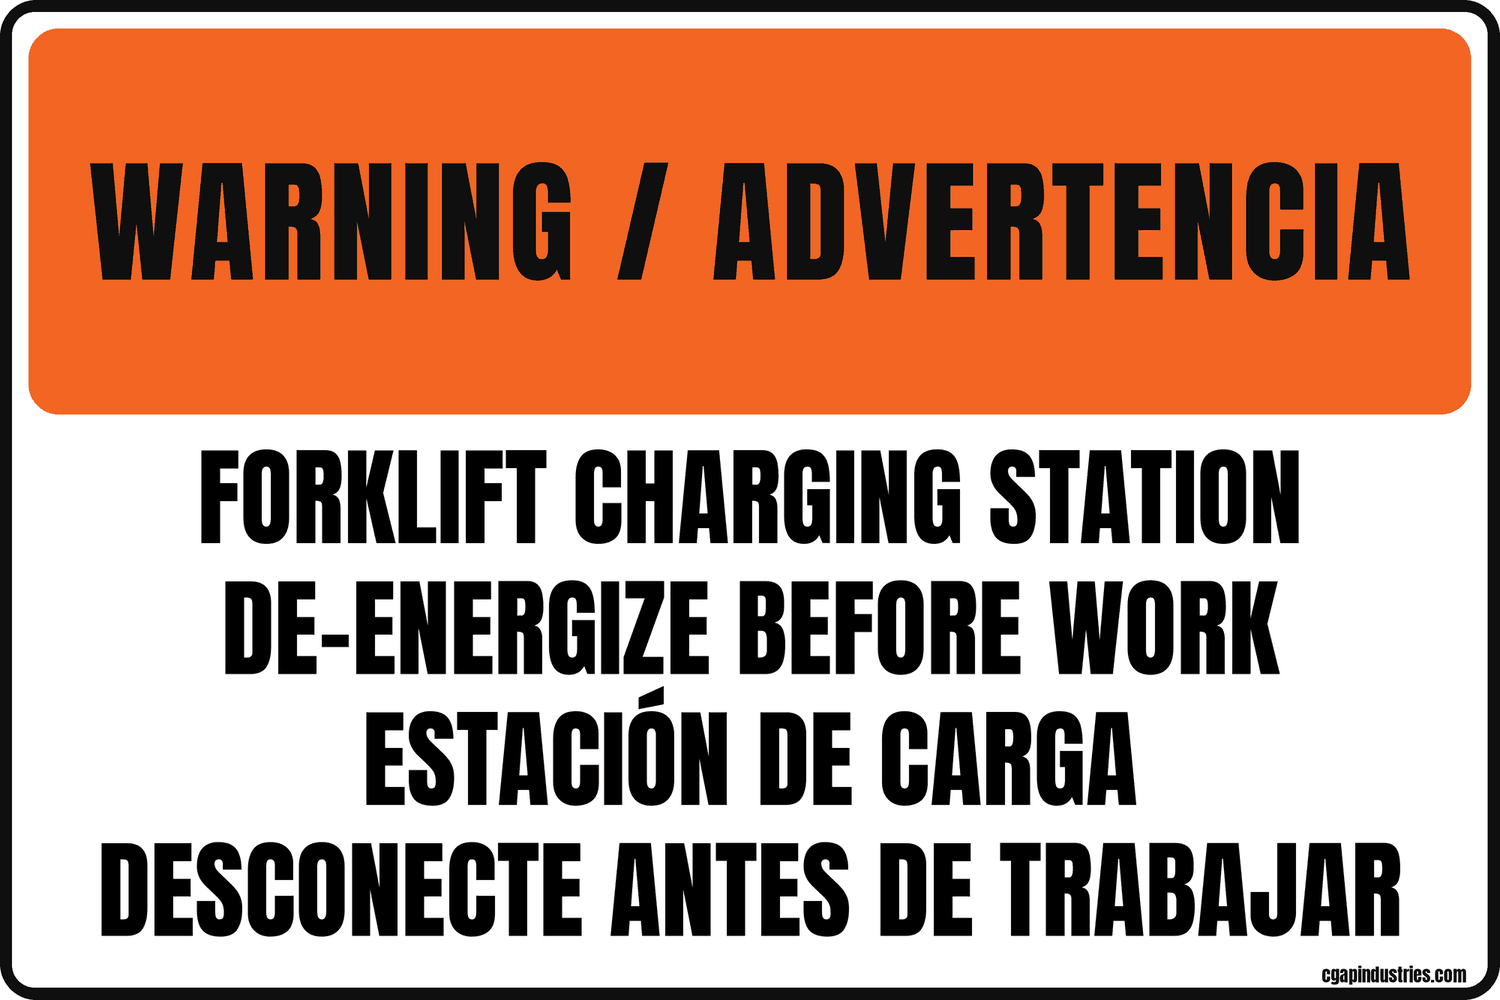 WARNING / ADVERTENCIA
FORKLIFT CHARGING STATION
DE-ENERGIZE BEFORE WORK
ESTACIÓN DE CARGA
DESCONECTE ANTES DE TRABAJAR
cgapindustries.com